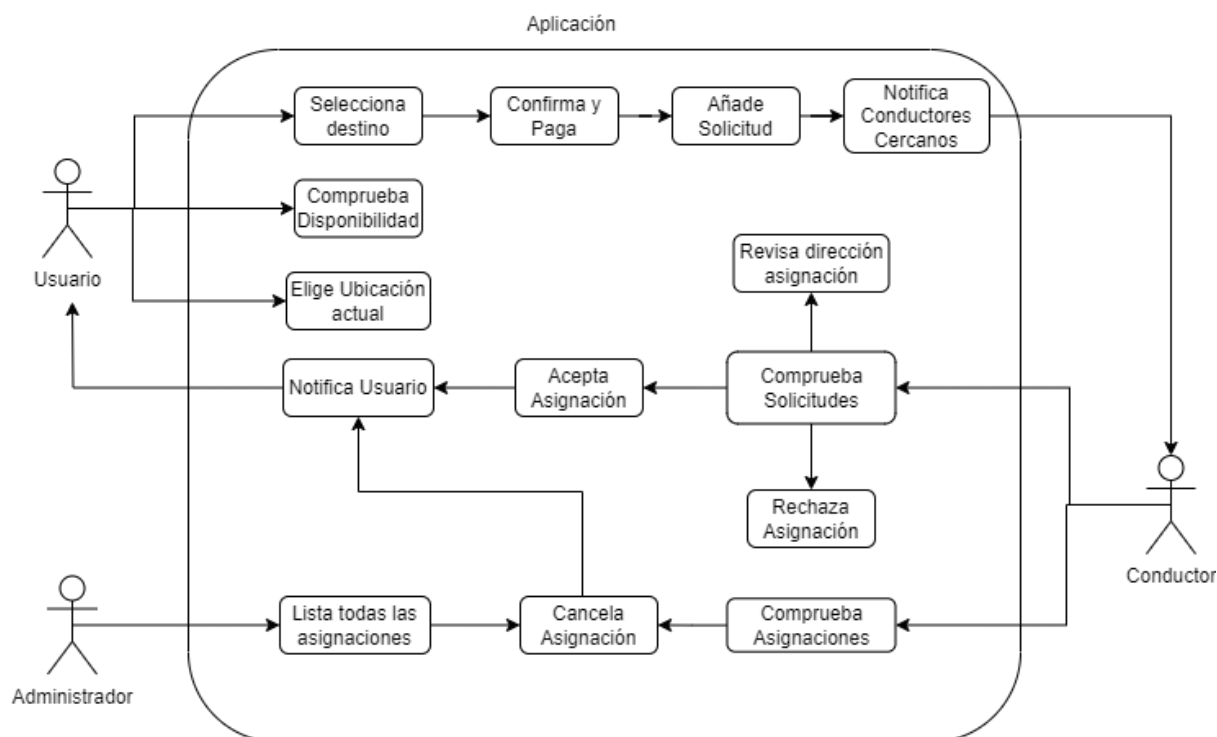 Aplicación
Selecciona
destino
Confirma y
Paga
Añade
Solicitud
Notifica
Conductores
Cercanos
Comprueba
Disponibilidad
Usuario
Elige Ubicación
actual
Revisa dirección
asignación
Notifica Usuario
Acepta
Asignación
Comprueba
Solicitudes
Rechaza
Asignación
Conductor
Administrador
Lista todas las
asignaciones
Cancela
Asignación
Comprueba
Asignaciones